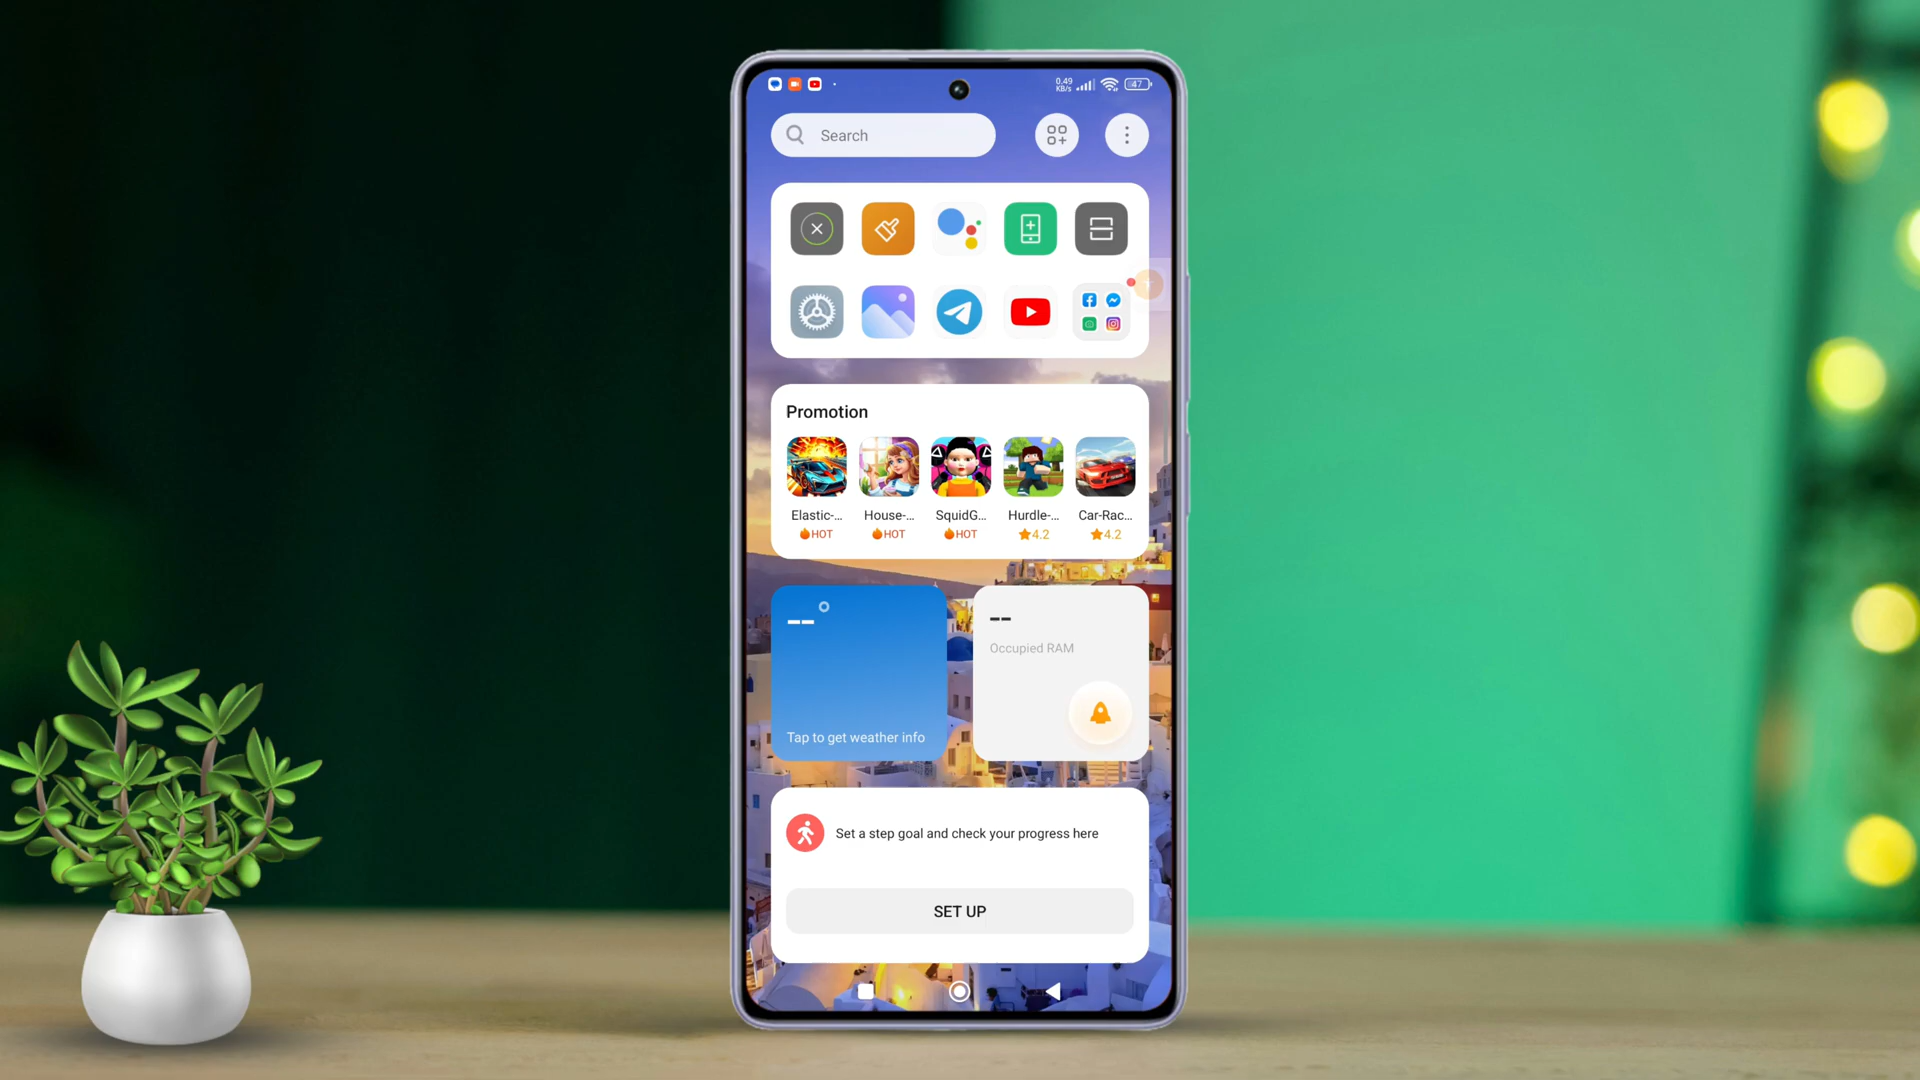 0.49
KB/s
47
Search
Promotion
Elastic-...
House-...
SquidG...
Hurdle-...
Car-Rac...
HOT
HOT
HOT
4.2
4.2
--°
--
Occupied RAM
Tap to get weather info
Set a step goal and check your progress here
SET UP